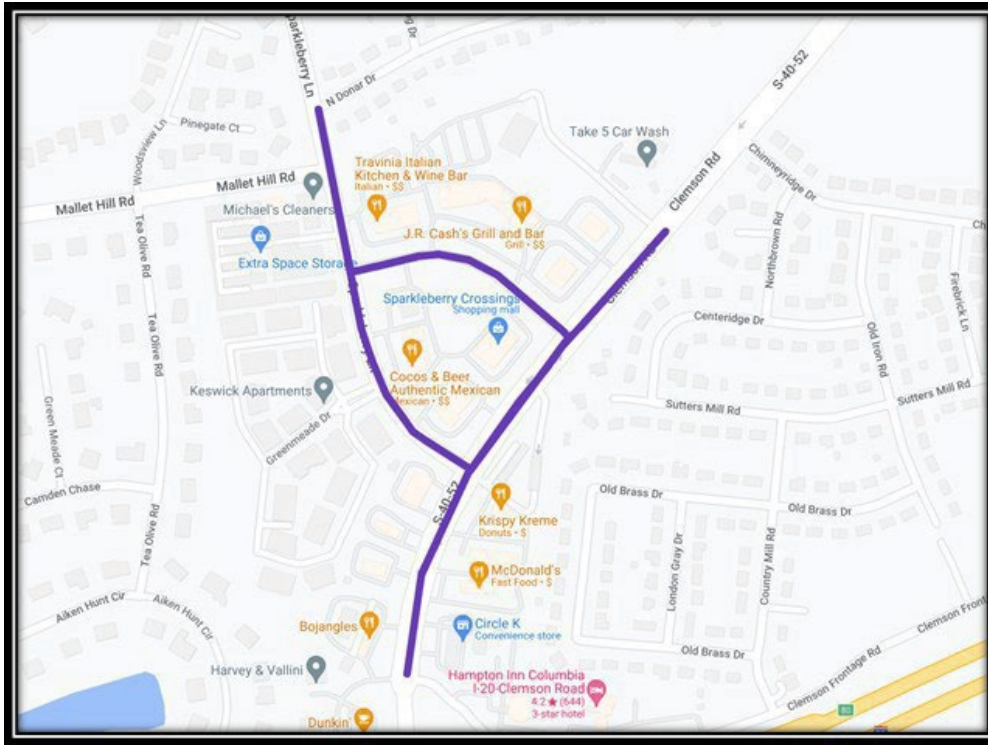 Sparkleberry Ln
N Donar Dr
S-40-52
Pinegate Ct
Woodsview Ln
Take 5 Car Wash
Clemson Rd
Chimneyridge Dr
Travinia Italian
Kitchen & Wine Bar
Italian • $$
Mallet Hill Rd
Mallet Hill Rd
Michael's Cleaners
Tea Olive Rd
J.R. Cash's Grill and Bar
Grill • $$
Northbrown Rd
Extra Space Storage
Firebrick Ln
Sparkleberry Crossings
Shopping mall
Centeridge Dr
Old Iron Rd
Tea Olive Rd
Cocos & Beer
Authentic Mexican
Mexican • $$
Keswick Apartments
Sutters Mill Rd
Sutters Mill Rd
Green Meade Ct
Greenmeade Dr
Camden Chase
S-40-52
Krispy Kreme
Donuts • $
Old Brass Dr
Old Brass Dr
Tea Olive Rd
London Gray Dr
Country Mill Rd
McDonald's
Fast Food • $
Aiken Hunt Cir
Aiken Hunt Cir
Bojangles
Circle K
Convenience store
Clemson Front
Old Brass Dr
Harvey & Vallini
Clemson Frontage Rd
Hampton Inn Columbia
I-20-Clemson Road
4.2 ★ (644)
3-star hotel
Dunkin'